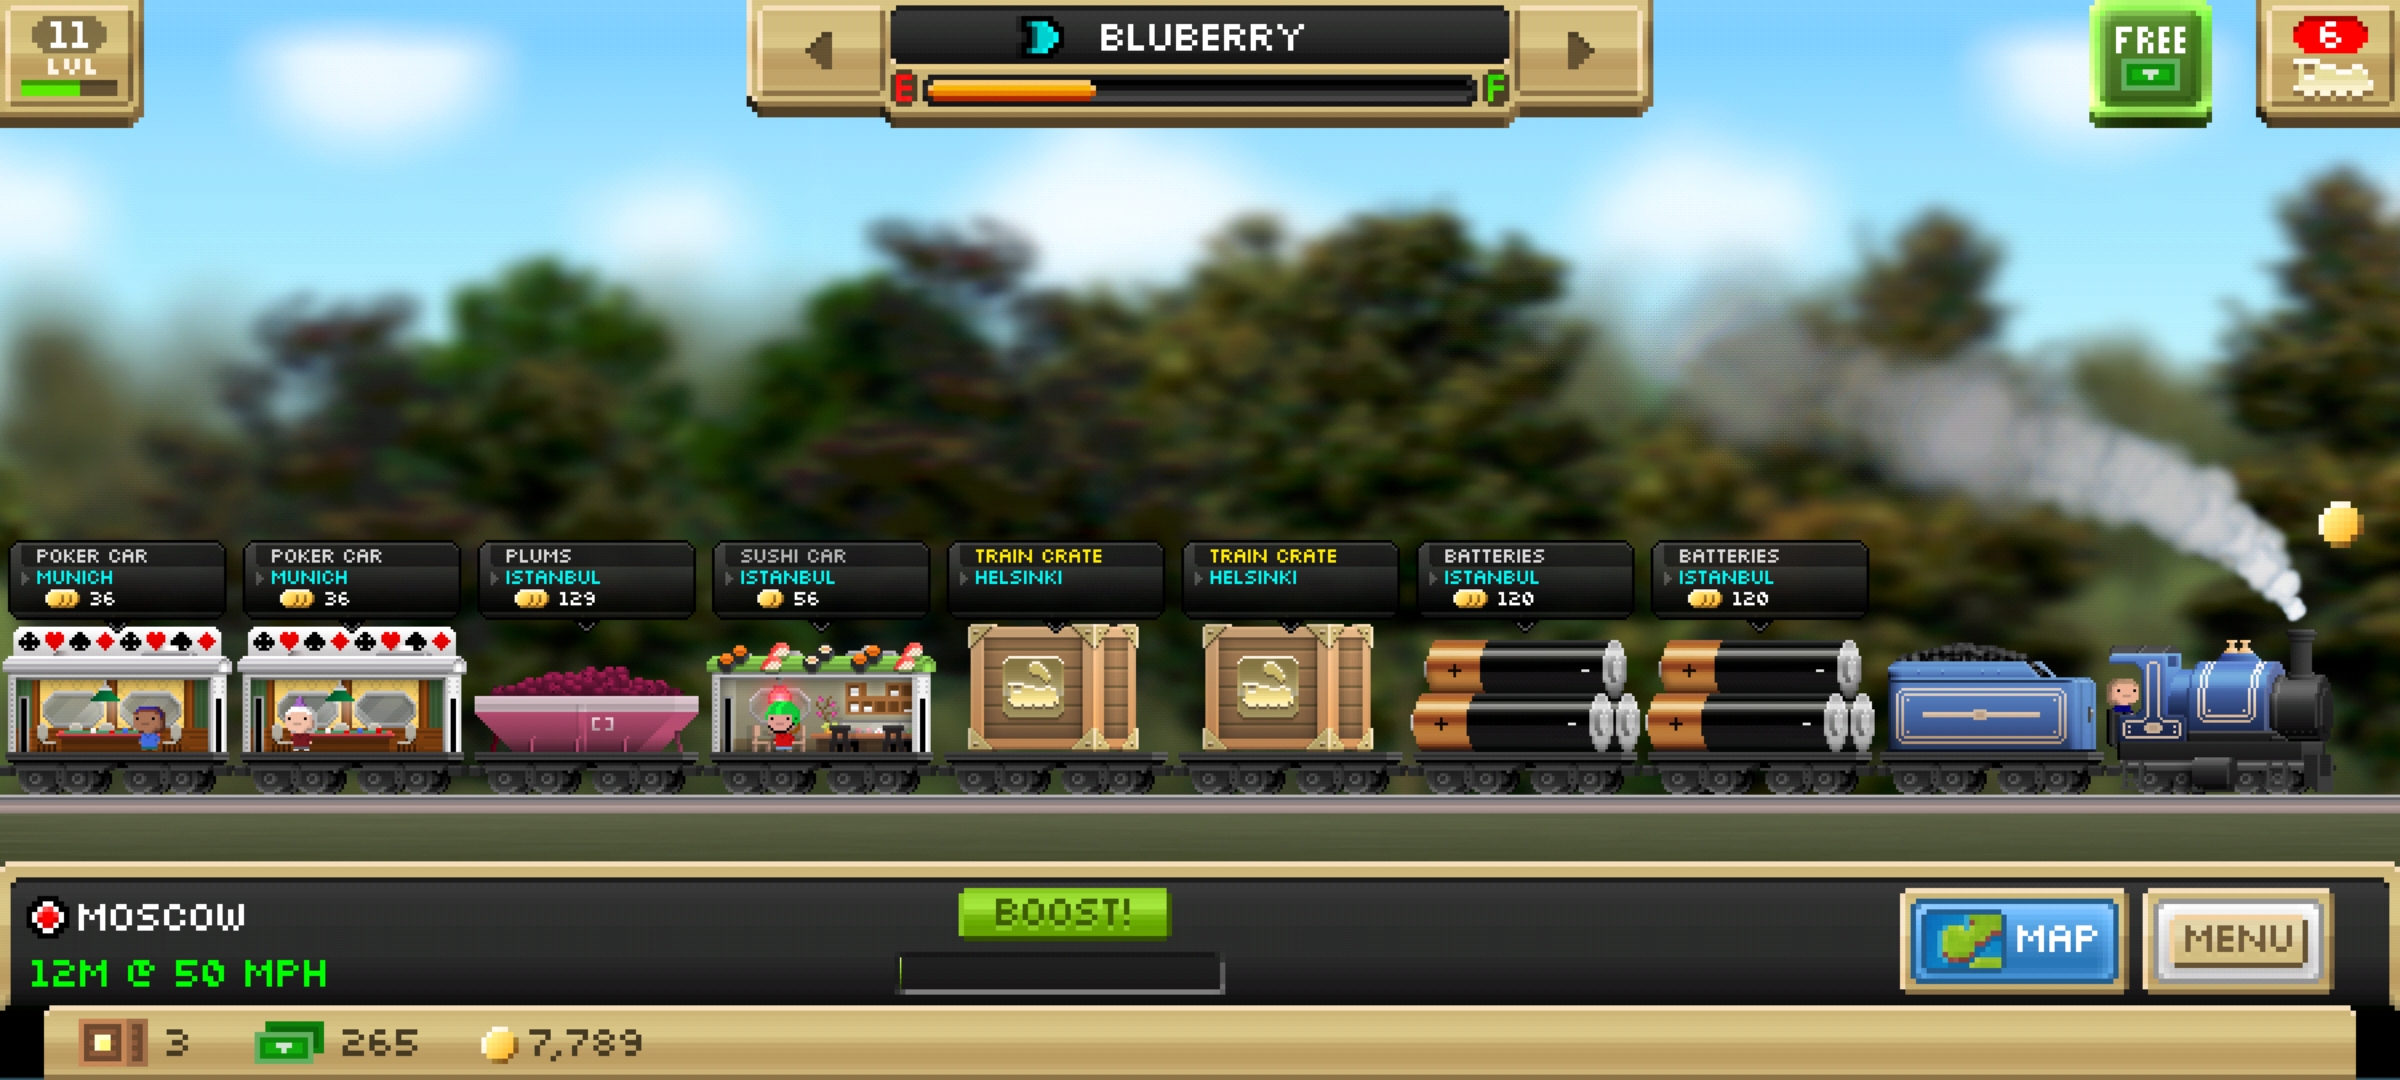 11
LVL
BLUBERRY
E F
FREE
6
POKER CAR
MUNICH
36
POKER CAR
MUNICH
36
PLUMS
ISTANBUL
129
SUSHI CAR
ISTANBUL
56
TRAIN CRATE
HELSINKI
TRAIN CRATE
HELSINKI
BATTERIES
ISTANBUL
120
BATTERIES
ISTANBUL
120
MOSCOW
12M @ 50 MPH
BOOST!
MAP
MENU
3
265
7,789